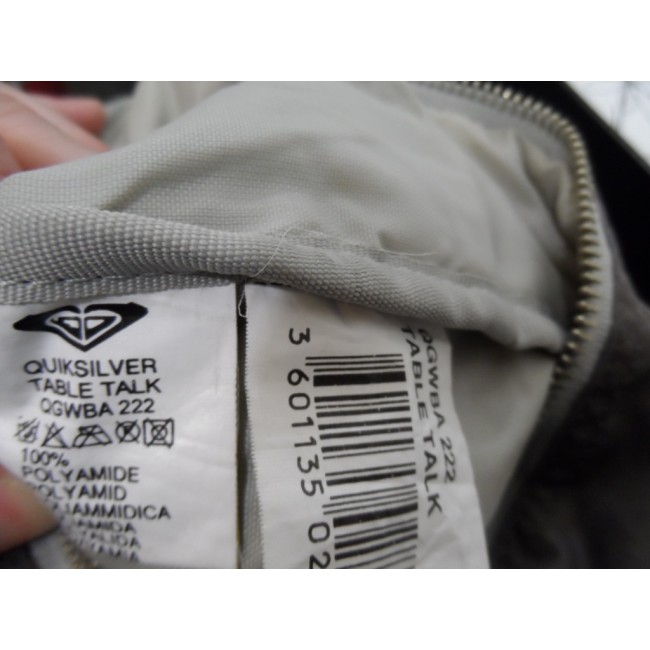 QUIKSILVER
TABLE TALK
QGWBA 222
100%
POLYAMIDE
POLYAMID
QGWBA 222
TABLE TALK
3 601135 02